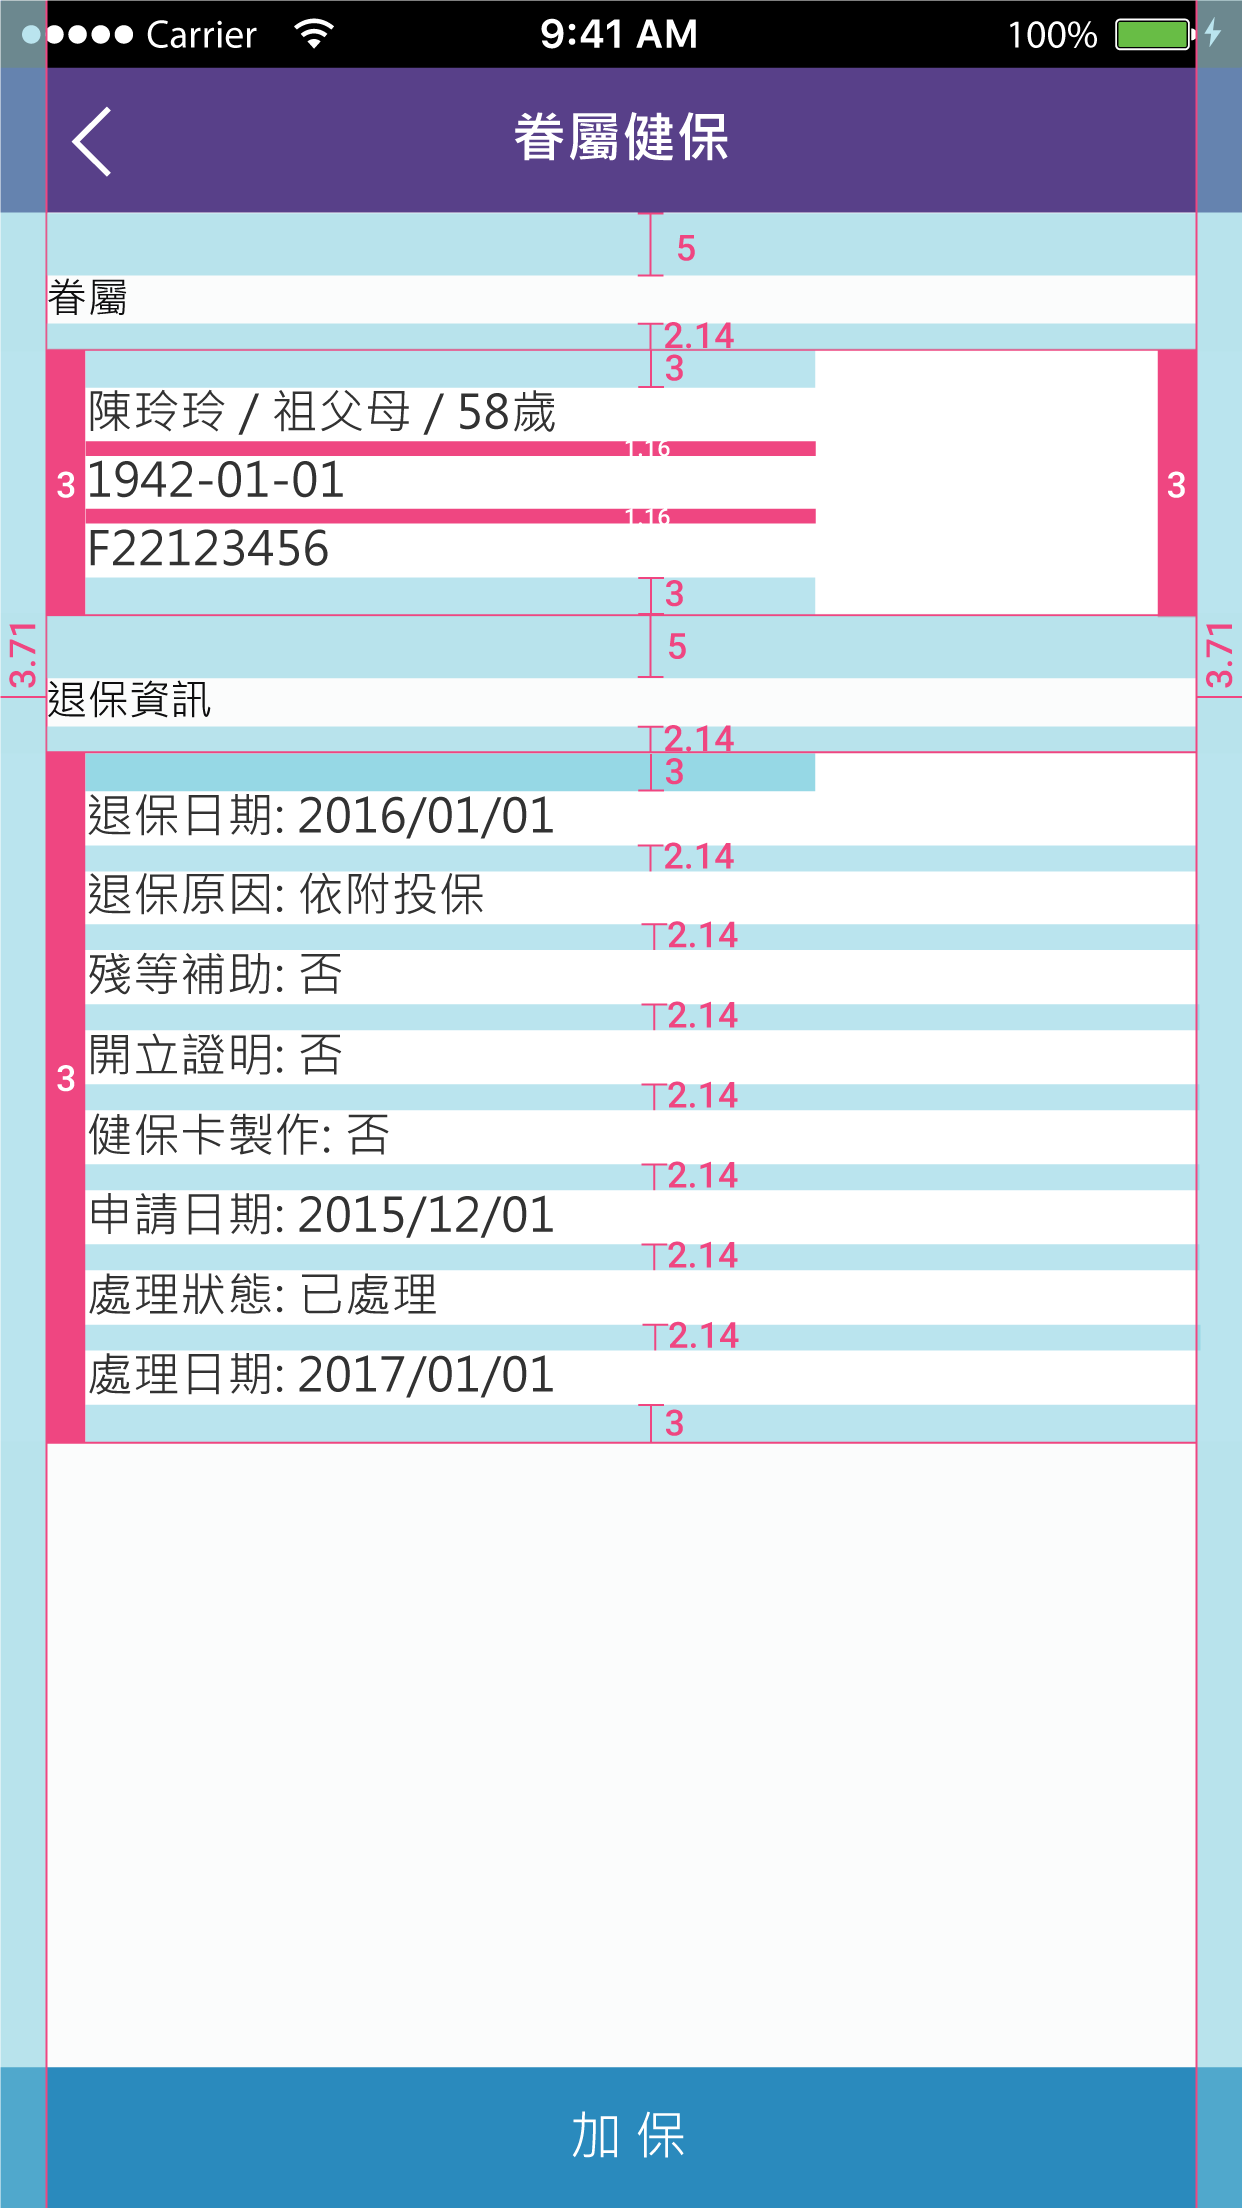 Carrier 9:41 AM 100%
眷屬健保
5
眷屬
2.14
3
陳玲玲 / 祖父母 / 58歲
1.16
3 1942-01-01 3
1.16
F22123456
3
3.71 5 3.71
退保資訊
2.14
3
退保日期: 2016/01/01
2.14
退保原因: 依附投保
2.14
殘等補助: 否
2.14
3 開立證明: 否
2.14
健保卡製作: 否
2.14
申請日期: 2015/12/01
2.14
處理狀態: 已處理
2.14
處理日期: 2017/01/01
3
加 保